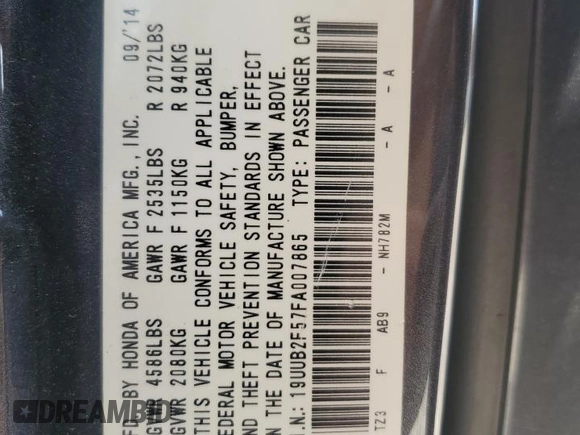 FD. BY HONDA OF AMERICA MFG., INC. 09/'14
GVWR 4586LBS GAWR F 2535LBS R 2072LBS
GVWR 2080KG GAWR F 1150KG R 940KG
THIS VEHICLE CONFORMS TO ALL APPLICABLE
FEDERAL MOTOR VEHICLE SAFETY, BUMPER,
AND THEFT PREVENTION STANDARDS IN EFFECT
ON THE DATE OF MANUFACTURE SHOWN ABOVE.
.I.N.: 19UUB2F57FA007865 TYPE: PASSENGER CAR
TZ3 F AB9 - NH782M - A - A
DREAMBID